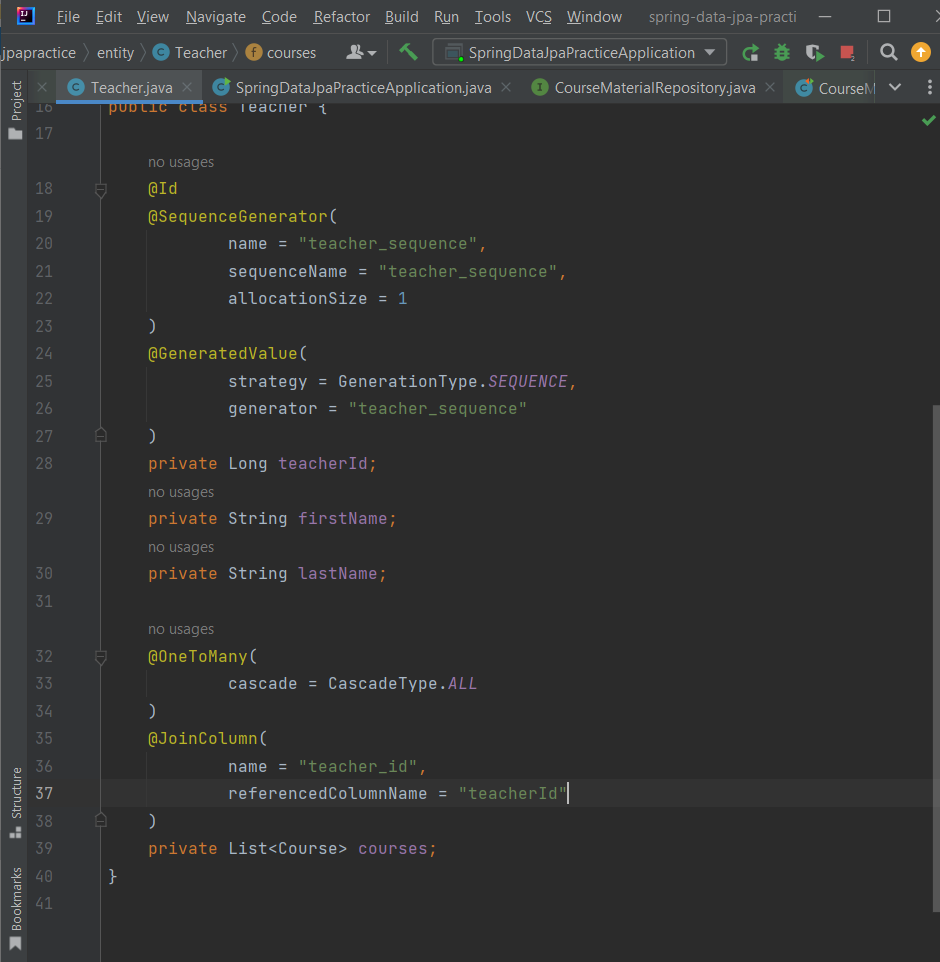 File Edit View Navigate Code Refactor Build Run Tools VCS Window spring-data-jpa-practi
jpapractice entity Teacher courses SpringDataJpaPracticeApplication
Teacher.java SpringDataJpaPracticeApplication.java CourseMaterialRepository.java CourseM
Project
16 public class Teacher {
17
no usages
18 @Id
19 @SequenceGenerator(
20 name = "teacher_sequence",
21 sequenceName = "teacher_sequence",
22 allocationSize = 1
23 )
24 @GeneratedValue(
25 strategy = GenerationType.SEQUENCE,
26 generator = "teacher_sequence"
27 )
28 private Long teacherId;
no usages
29 private String firstName;
no usages
30 private String lastName;
31
no usages
32 @OneToMany(
33 cascade = CascadeType.ALL
34 )
35 @JoinColumn(
36 name = "teacher_id",
37 referencedColumnName = "teacherId"
38 )
39 private List<Course> courses;
40 }
41
Structure
Bookmarks